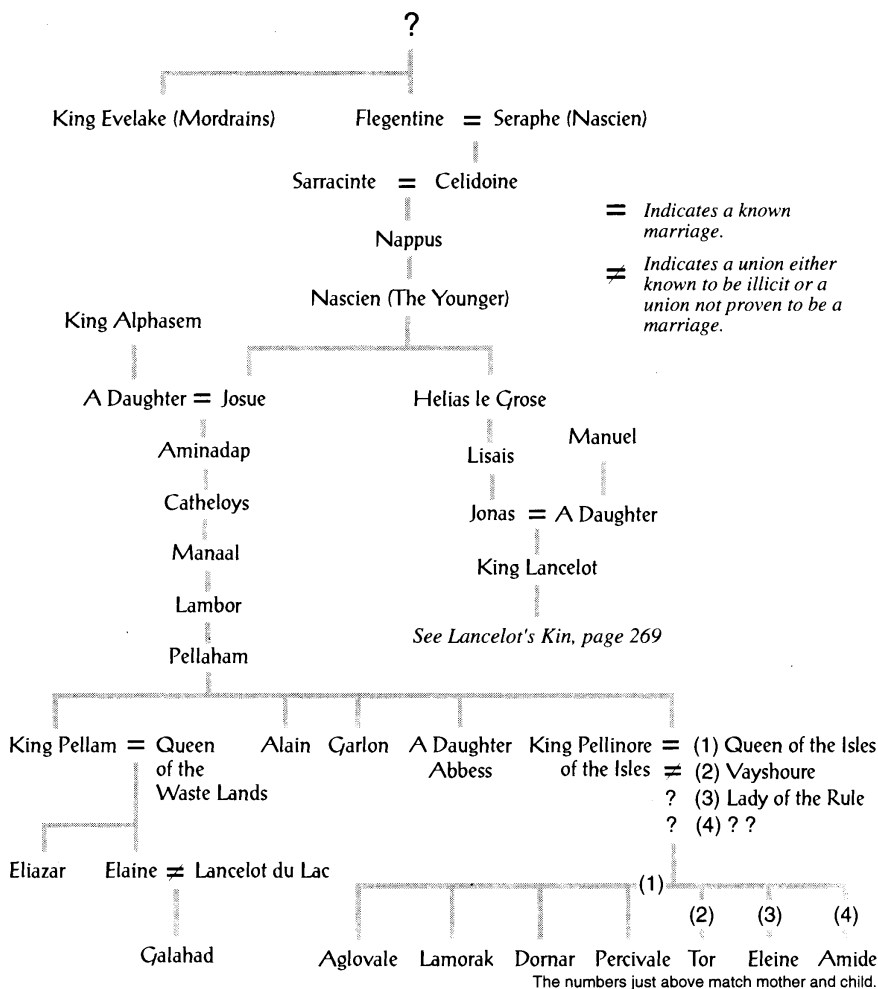 ?
King Evelake (Mordrains)
Flegentine = Seraphe (Nascien)
Sarracinte = Celidoine
= Indicates a known
marriage.
Nappus
≠ Indicates a union either
known to be illicit or a
union not proven to be a
marriage.
Nascien (The Younger)
King Alphasem
A Daughter = Josue
Helias le Grose
Aminadap
Lisais
Manuel
Catheloys
Jonas = A Daughter
Manaal
King Lancelot
Lambor
See Lancelot's Kin, page 269
Pellaham
King Pellam = Queen
of the
Waste Lands
Alain
Garlon
A Daughter
Abbess
King Pellinore = (1) Queen of the Isles
of the Isles ≠ (2) Vayshoure
? (3) Lady of the Rule
? (4) ? ?
Eliazar
Elaine ≠ Lancelot du Lac
(1)
(2) (3) (4)
Galahad
Aglovale Lamorak Dornar Percivale Tor Eleine Amide
The numbers just above match mother and child.